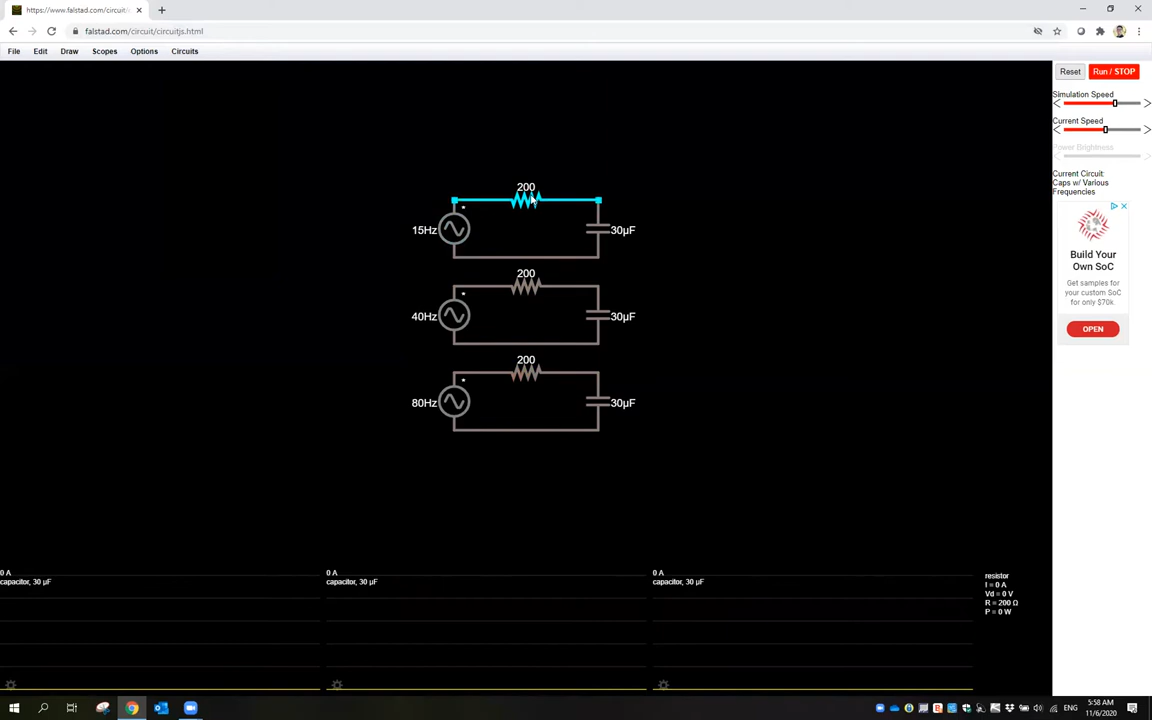 https://www.falstad.com/circuit/
falstad.com/circuit/circuitjs.html
File Edit Draw Scopes Options Circuits
Reset Run / STOP
Simulation Speed
Current Speed
Power Brightness
Current Circuit:
Caps w/ Various
Frequencies
Build Your
Own SoC
Get samples for
your custom SoC
for only $70k.
OPEN
200
15Hz 30µF
200
40Hz 30µF
200
80Hz 30µF
0 A
capacitor, 30 µF
0 A
capacitor, 30 µF
0 A
capacitor, 30 µF
resistor
I = 0 A
Vd = 0 V
R = 200 Ω
P = 0 W
ENG
5:58 AM
11/6/2020